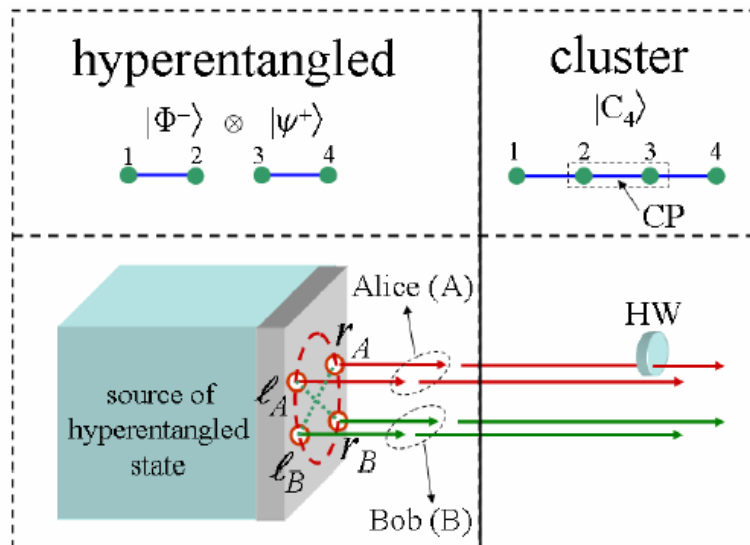 hyperentangled
|Φ⁻⟩ ⊗ |ψ⁺⟩
1 2 3 4
cluster
|C₄⟩
1 2 3 4
CP
Alice (A)
HW
r_A
ℓ_A
source of
hyperentangled
state
r_B
ℓ_B
Bob (B)